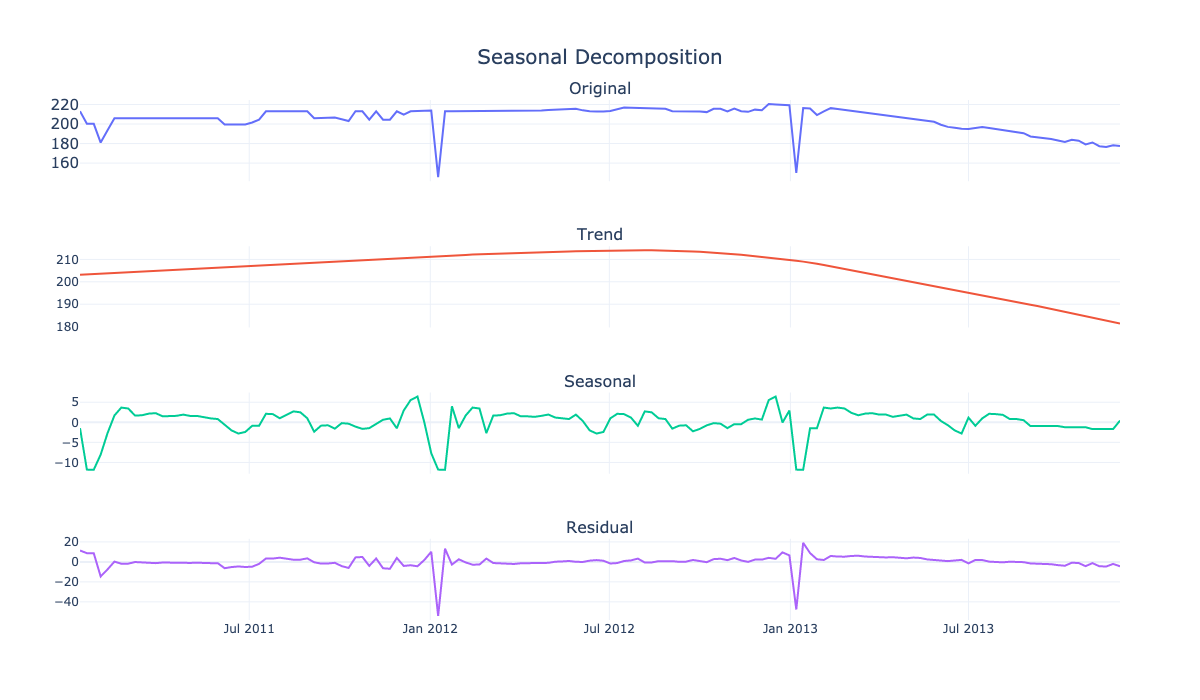 Seasonal Decomposition
Original
220
200
180
160
Trend
210
200
190
180
Seasonal
5
0
−5
−10
Residual
20
0
−20
−40
Jul 2011 Jan 2012 Jul 2012 Jan 2013 Jul 2013